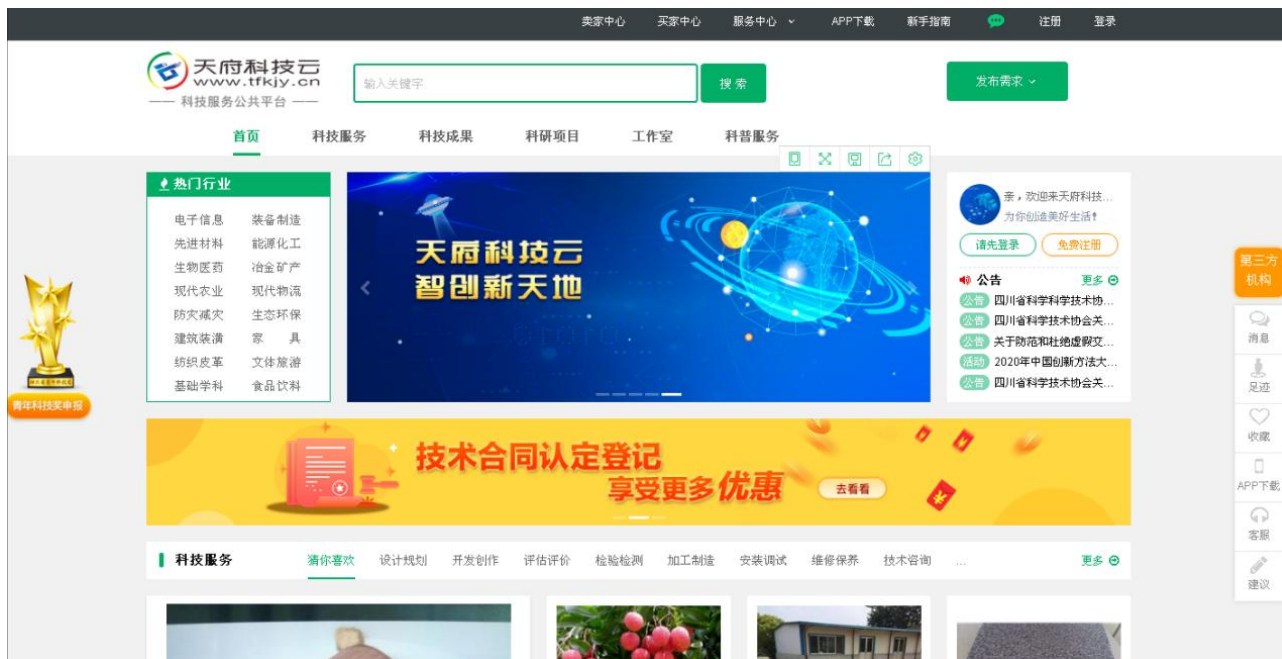 卖家中心 买家中心 服务中心 APP下载 新手指南 注册 登录
天府科技云
www.tfkjy.cn
科技服务公共平台
输入关键字
搜索
发布需求
首页 科技服务 科技成果 科研项目 工作室 科普服务
热门行业
电子信息 装备制造
先进材料 能源化工
生物医药 冶金矿产
现代农业 现代物流
防灾减灾 生态环保
建筑装潢 家 具
纺织皮革 文体旅游
基础学科 食品饮料
天府科技云
智创新天地
亲，欢迎来天府科技...
为你创造美好生活!
请先登录 免费注册
公告 更多
公告 四川省科学科学技术协...
公告 四川省科学技术协会关...
公告 关于防范和杜绝虚假交...
活动 2020年中国创新方法大...
公告 四川省科学技术协会关...
青年科技奖申报
第三方
机构
消息
足迹
收藏
APP下载
客服
建议
技术合同认定登记
享受更多优惠
去看看
科技服务 猜你喜欢 设计规划 开发创作 评估评价 检验检测 加工制造 安装调试 维修保养 技术咨询 ... 更多